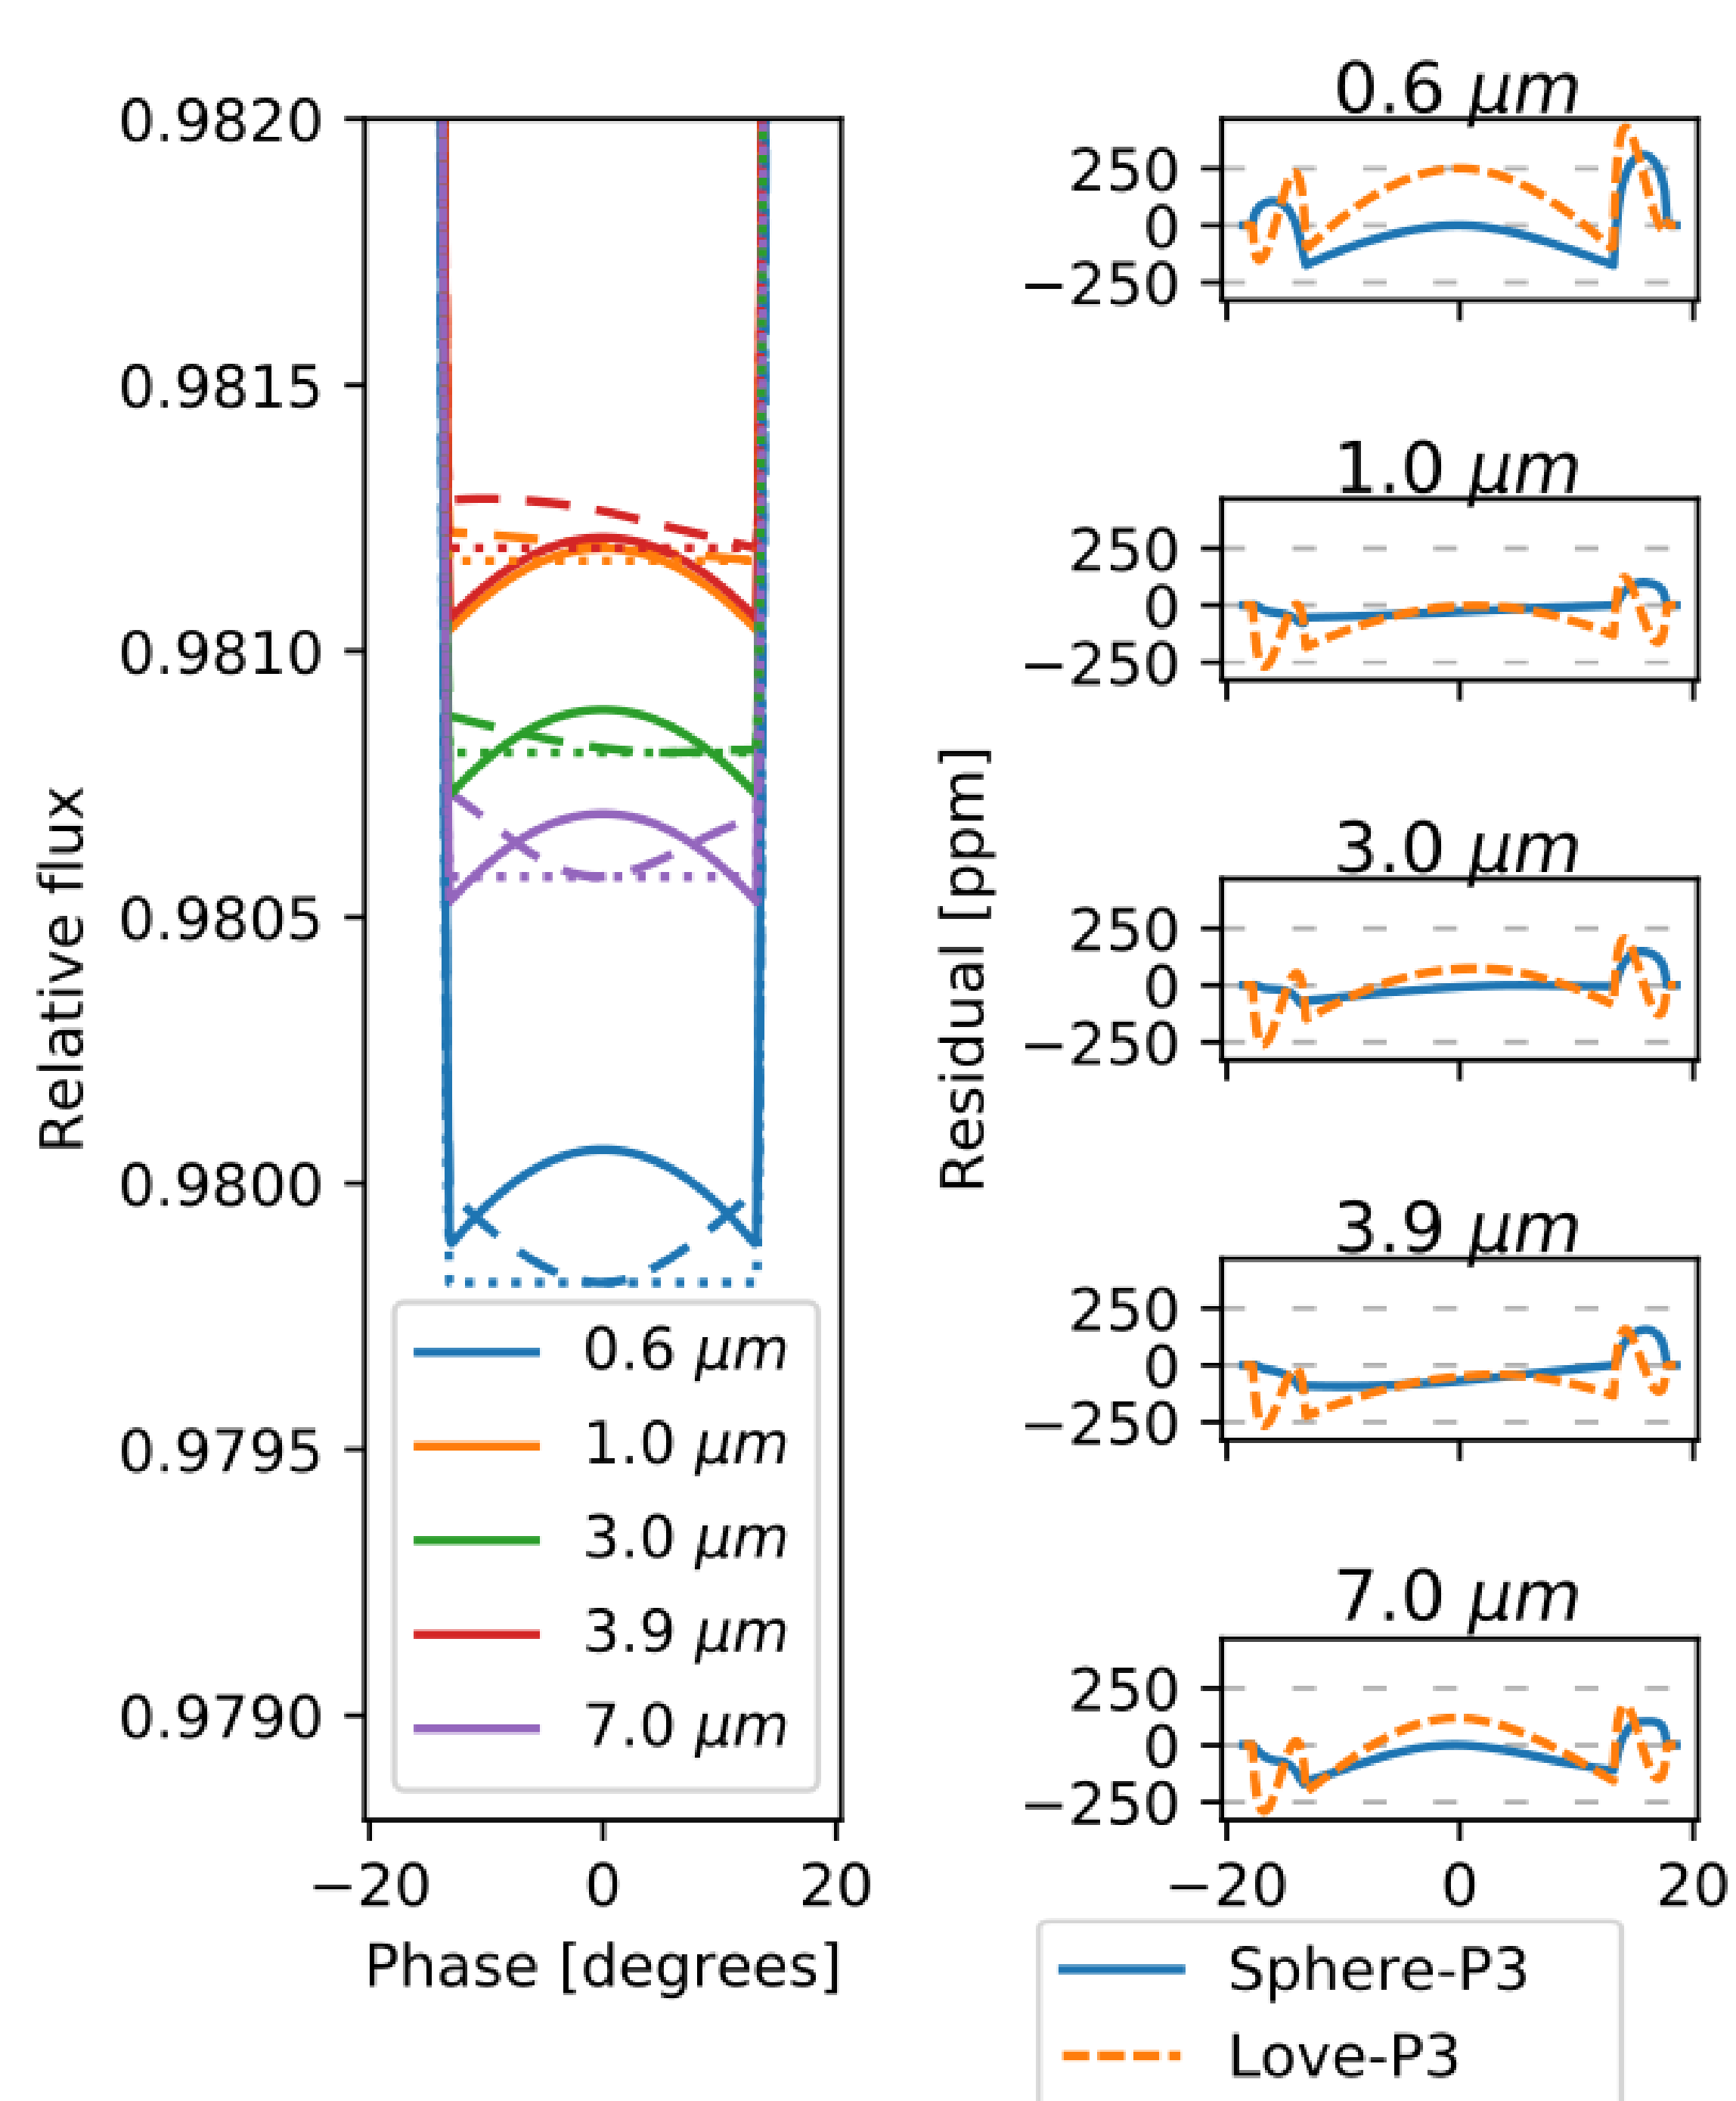 0.9820
0.9815
0.9810
0.9805
0.9800
0.9795
0.9790
Relative flux
0.6 μm
1.0 μm
3.0 μm
3.9 μm
7.0 μm
−20 0 20
Phase [degrees]
Residual [ppm]
0.6 μm
250
0
−250
1.0 μm
250
0
−250
3.0 μm
250
0
−250
3.9 μm
250
0
−250
7.0 μm
250
0
−250
−20 0 20
Sphere-P3
Love-P3